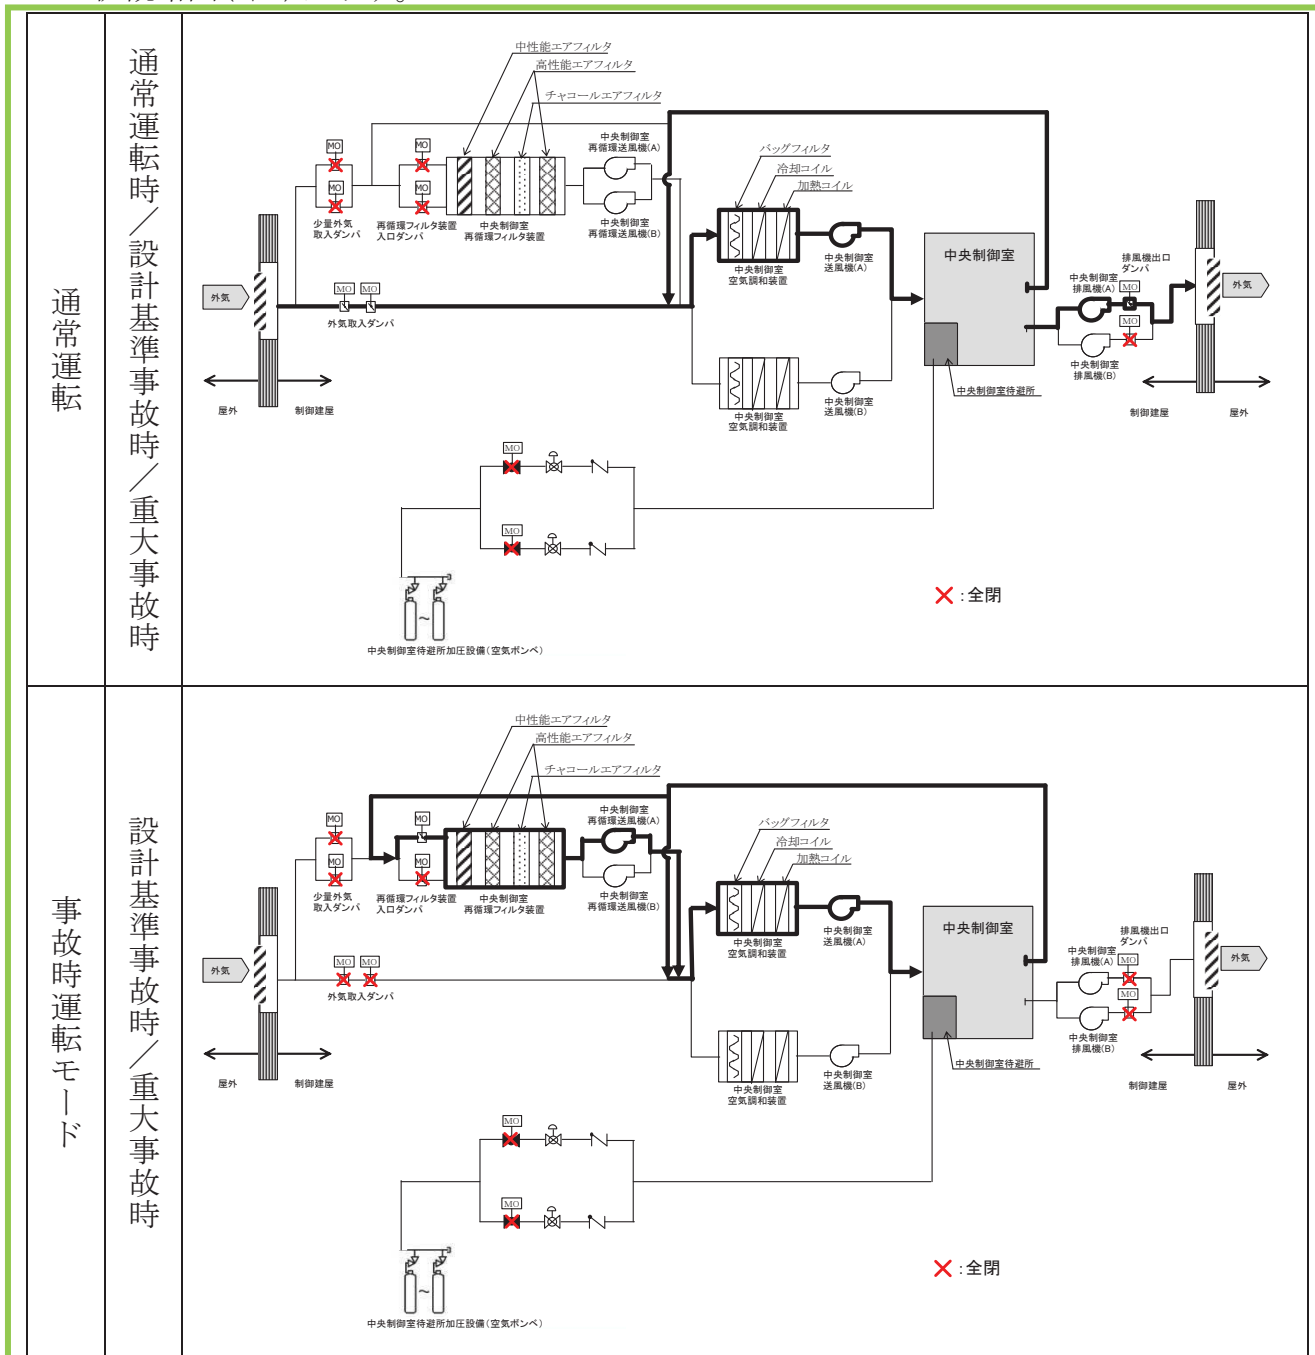 通常運転
通常運転時／設計基準事故時／重大事故時
中性能エアフィルタ
高性能エアフィルタ
チャコールエアフィルタ
MO
MO
MO
MO
少量外気
取入ダンパ
再循環フィルタ装置
入口ダンパ
中央制御室
再循環フィルタ装置
中央制御室
再循環送風機(A)
中央制御室
再循環送風機(B)
バッグフィルタ
冷却コイル
加熱コイル
中央制御室
空気調和装置
中央制御室
送風機(A)
中央制御室
排風機出口
ダンパ
中央制御室
排風機(A)
MO
MO
外気
外気
MO
MO
外気取入ダンパ
中央制御室
排風機(B)
中央制御室待避所
中央制御室
空気調和装置
中央制御室
送風機(B)
屋外
制御建屋
制御建屋
屋外
MO
MO
～
中央制御室待避所加圧設備(空気ボンベ)
×：全閉
事故時運転モード
設計基準事故時／重大事故時
中性能エアフィルタ
高性能エアフィルタ
チャコールエアフィルタ
MO
MO
MO
MO
少量外気
取入ダンパ
再循環フィルタ装置
入口ダンパ
中央制御室
再循環フィルタ装置
中央制御室
再循環送風機(A)
中央制御室
再循環送風機(B)
バッグフィルタ
冷却コイル
加熱コイル
中央制御室
空気調和装置
中央制御室
送風機(A)
中央制御室
排風機出口
ダンパ
中央制御室
排風機(A)
MO
MO
外気
外気
MO
MO
外気取入ダンパ
中央制御室
排風機(B)
中央制御室待避所
中央制御室
空気調和装置
中央制御室
送風機(B)
屋外
制御建屋
制御建屋
屋外
MO
MO
～
中央制御室待避所加圧設備(空気ボンベ)
×：全閉